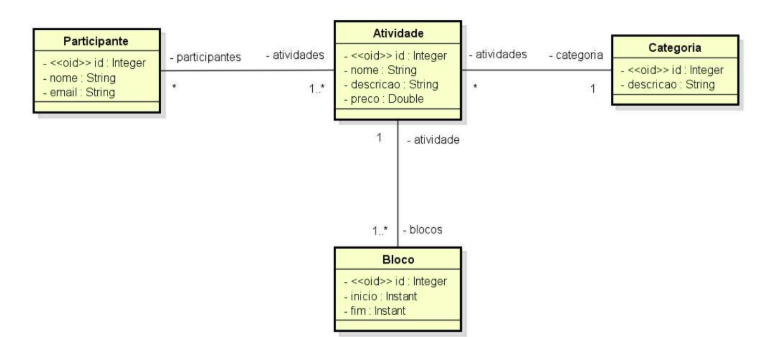 Participante
- <<oid>> id : Integer
- nome : String
- email : String
- participantes
- atividades
*
1..*
Atividade
- <<oid>> id : Integer
- nome : String
- descricao : String
- preco : Double
- atividades
- categoria
*
1
Categoria
- <<oid>> id : Integer
- descricao : String
1
- atividade
1..*
- blocos
Bloco
- <<oid>> id : Integer
- inicio : Instant
- fim : Instant